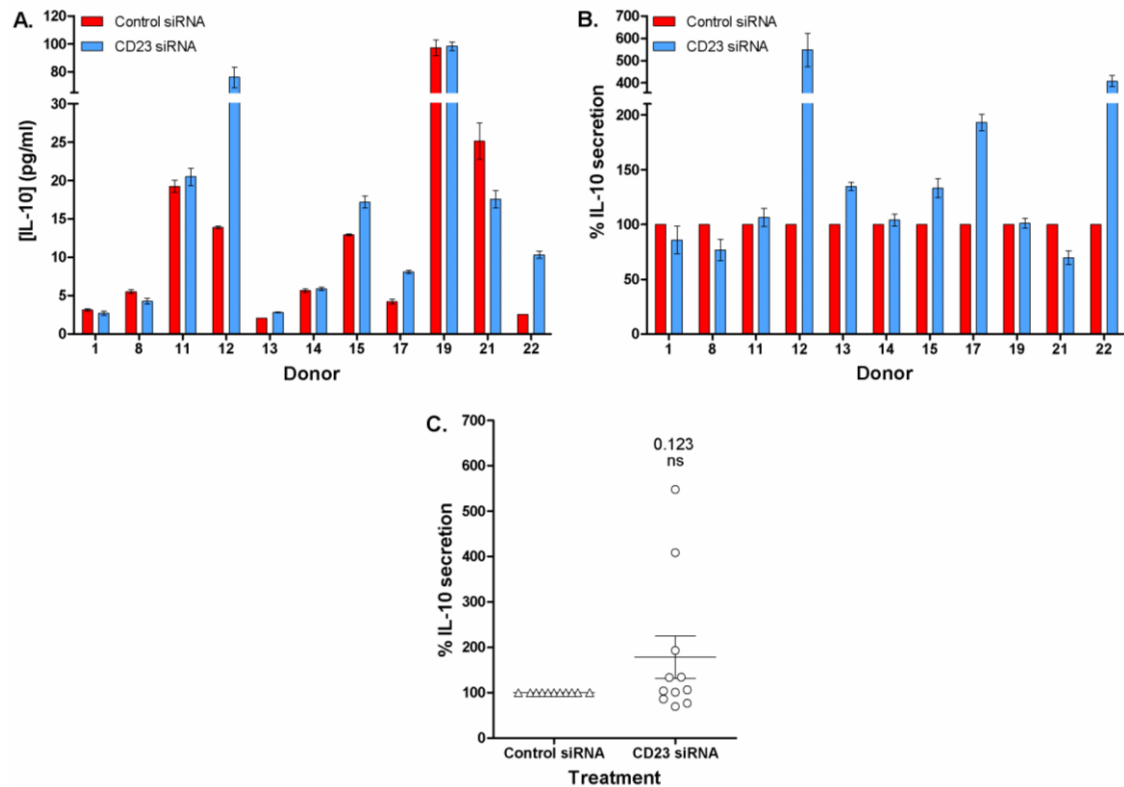 A.
Control siRNA
CD23 siRNA
[IL-10] (pg/ml)
120
100
80
60
30
25
20
15
10
5
0
1 8 11 12 13 14 15 17 19 21 22
Donor
B.
Control siRNA
CD23 siRNA
% IL-10 secretion
700
600
500
400
300
200
150
100
50
0
1 8 11 12 13 14 15 17 19 21 22
Donor
C.
% IL-10 secretion
700
600
500
400
300
200
100
0
0.123
ns
Control siRNA CD23 siRNA
Treatment